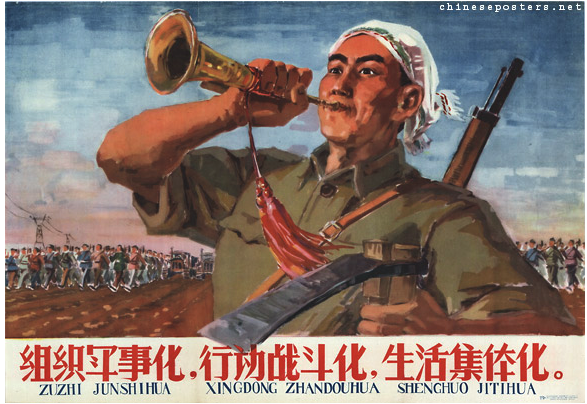 chineseposters.net
组织军事化，行动战斗化，生活集体化。
ZUZHI JUNSHIHUA XINGDONG ZHANDOUHUA SHENGHUO JITIHUA